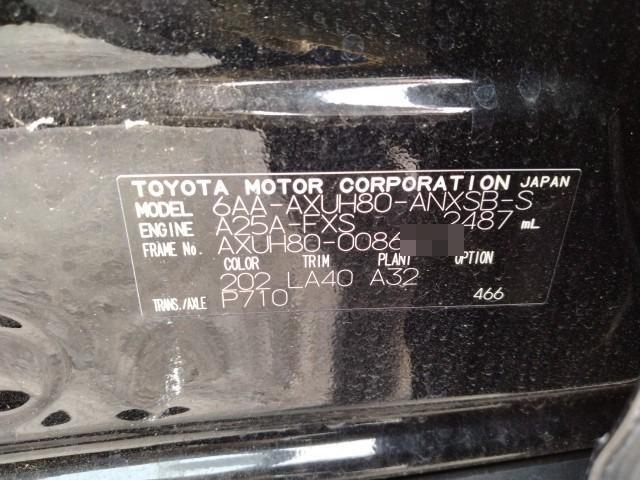 TOYOTA MOTOR CORPORATION JAPAN
MODEL 6AA-AXUH80-ANXSB-S
ENGINE A25A-FXS 2487 mL
FRAME No. AXUH80-0086
COLOR TRIM PLANT OPTION
202 LA40 A32
TRANS./AXLE P710 466